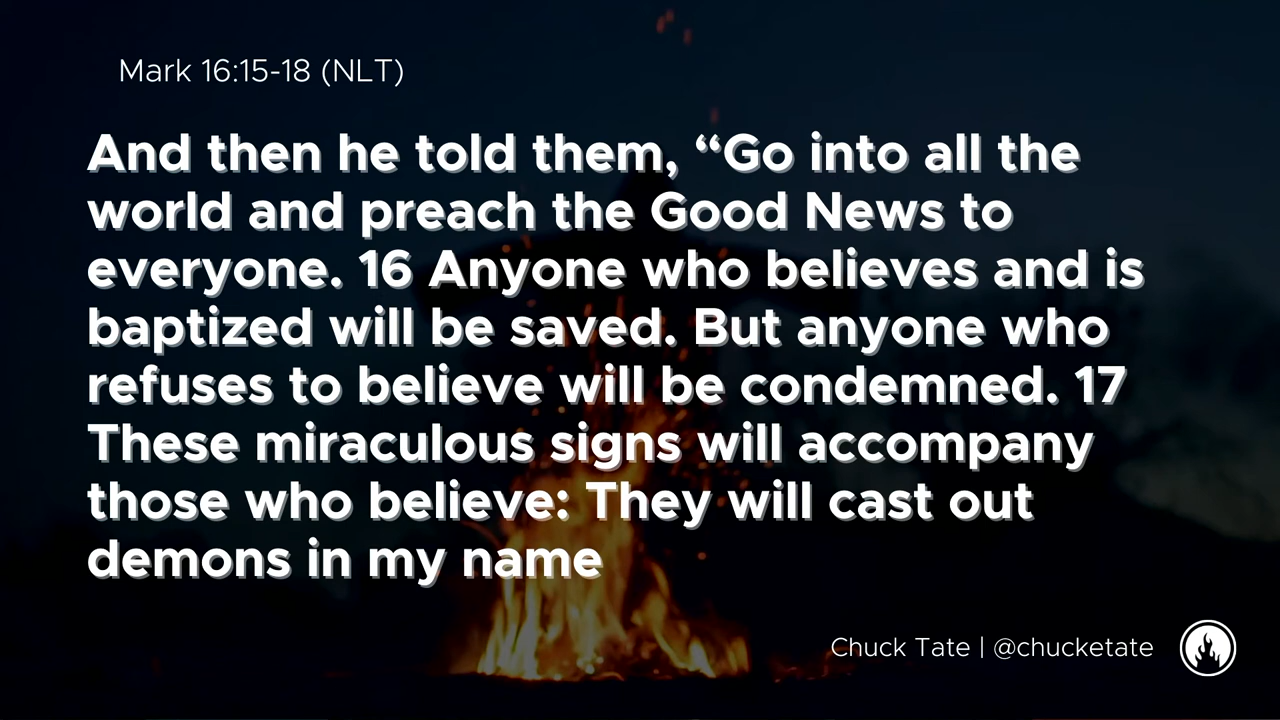 Mark 16:15-18 (NLT)
And then he told them, “Go into all the
world and preach the Good News to
everyone. 16 Anyone who believes and is
baptized will be saved. But anyone who
refuses to believe will be condemned. 17
These miraculous signs will accompany
those who believe: They will cast out
demons in my name
Chuck Tate | @chucketate